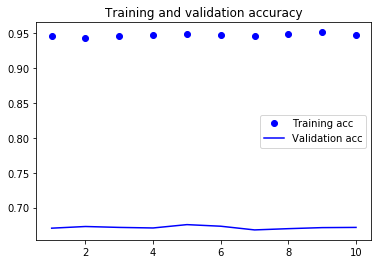 Training and validation accuracy
0.95
0.90
0.85
0.80
0.75
0.70
Training acc
Validation acc
2 4 6 8 10